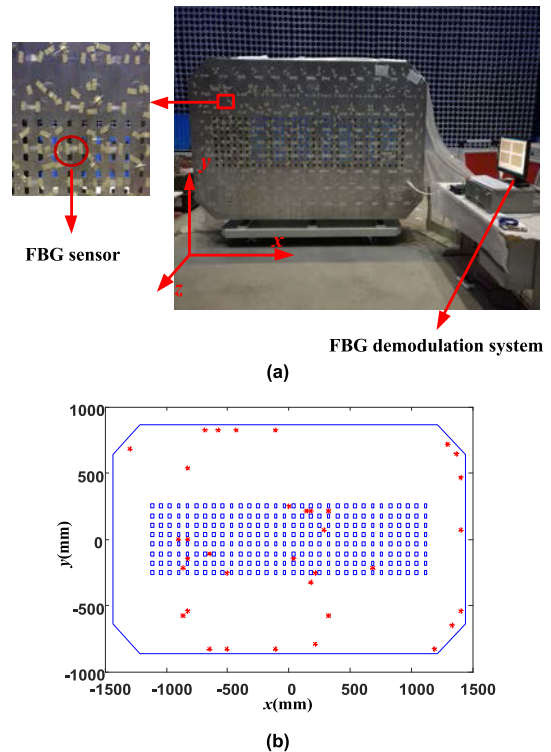 y
x
z
FBG sensor
FBG demodulation system
(a)
1000
500
0
-500
-1000
y(mm)
-1500 -1000 -500 0 500 1000 1500
x(mm)
(b)